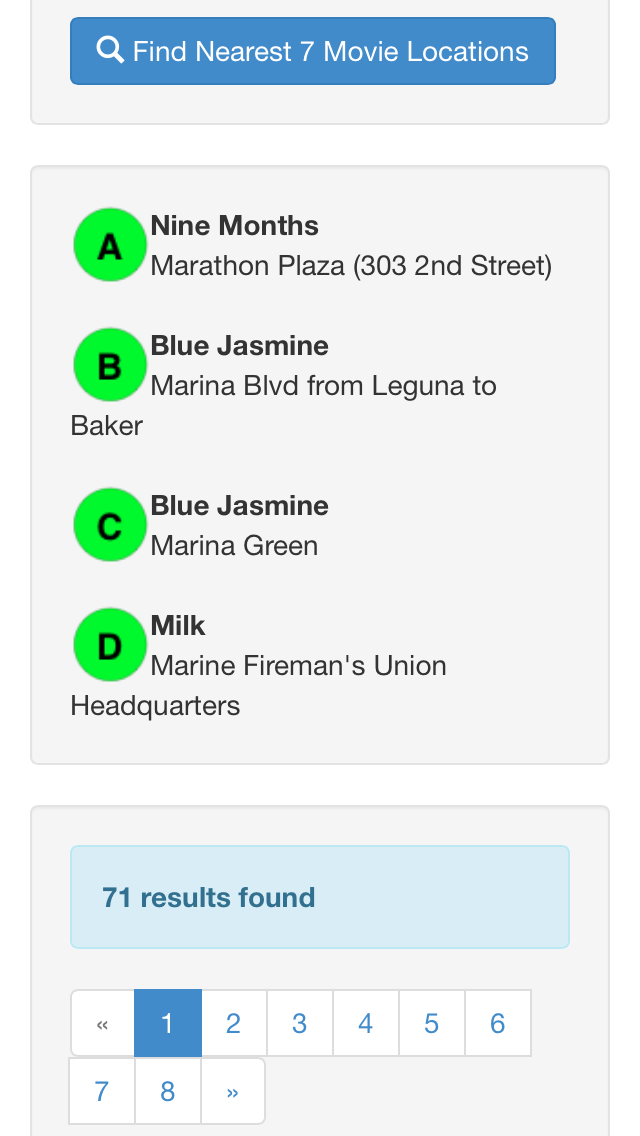 Find Nearest 7 Movie Locations
A Nine Months
Marathon Plaza (303 2nd Street)
B Blue Jasmine
Marina Blvd from Leguna to
Baker
C Blue Jasmine
Marina Green
D Milk
Marine Fireman's Union
Headquarters
71 results found
« 1 2 3 4 5 6
7 8 »